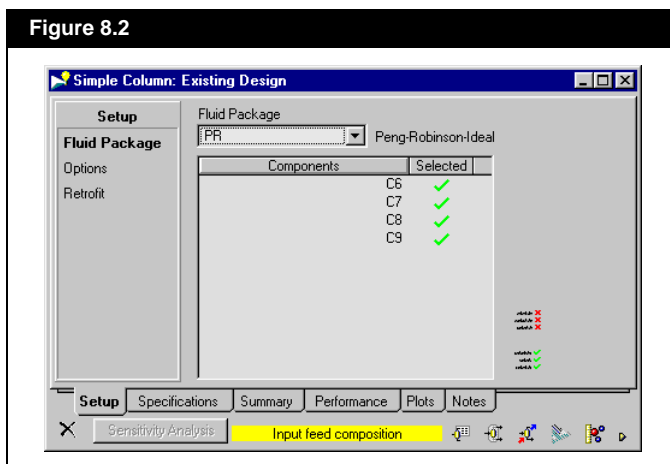 Figure 8.2
Simple Column: Existing Design
Setup
Fluid Package
Options
Retrofit
Fluid Package
PR
Peng-Robinson-Ideal
Components Selected
C6
C7
C8
C9
Setup Specifications Summary Performance Plots Notes
Sensitivity Analysis Input feed composition